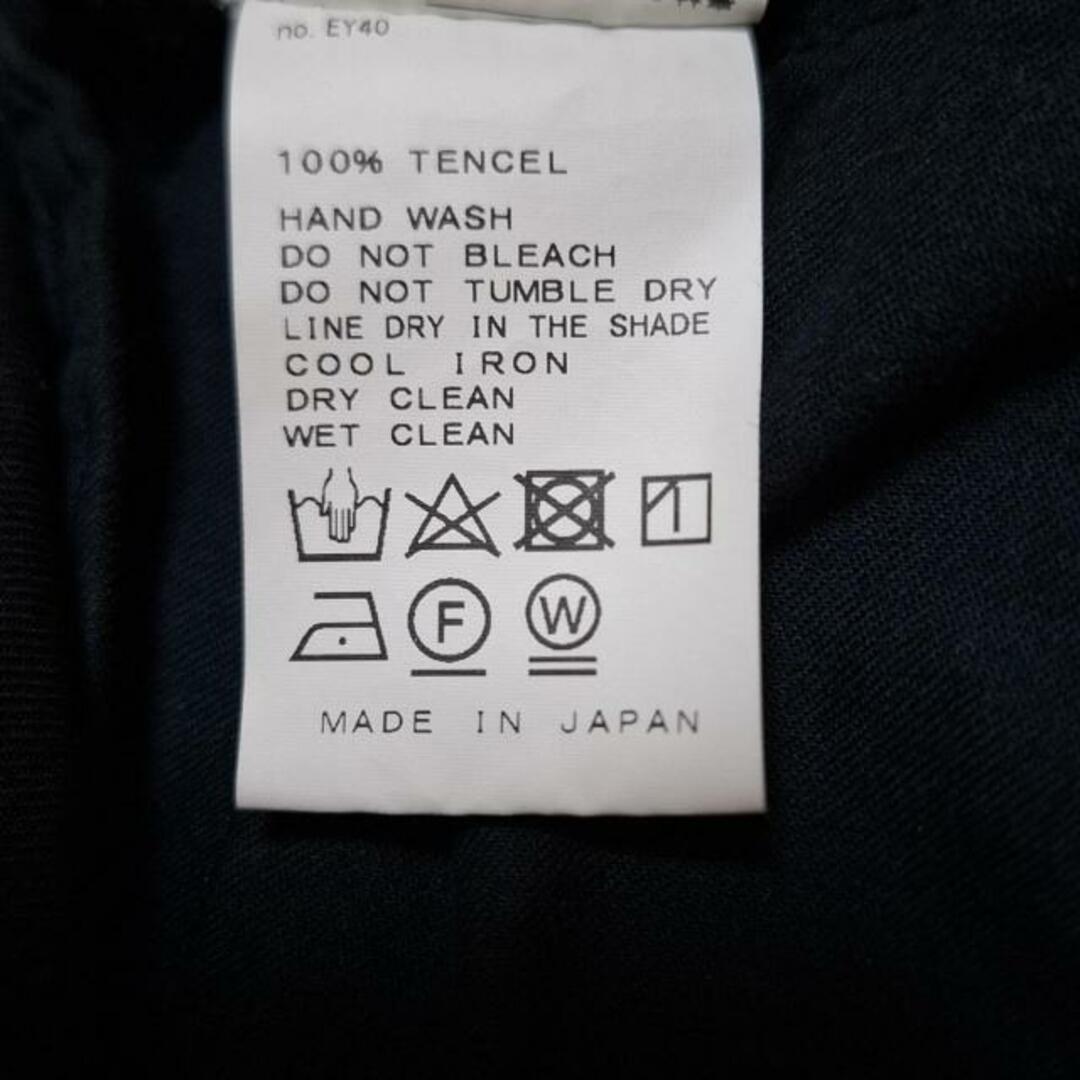 no. EY40
100% TENCEL
HAND WASH
DO NOT BLEACH
DO NOT TUMBLE DRY
LINE DRY IN THE SHADE
COOL IRON
DRY CLEAN
WET CLEAN
F W
MADE IN JAPAN